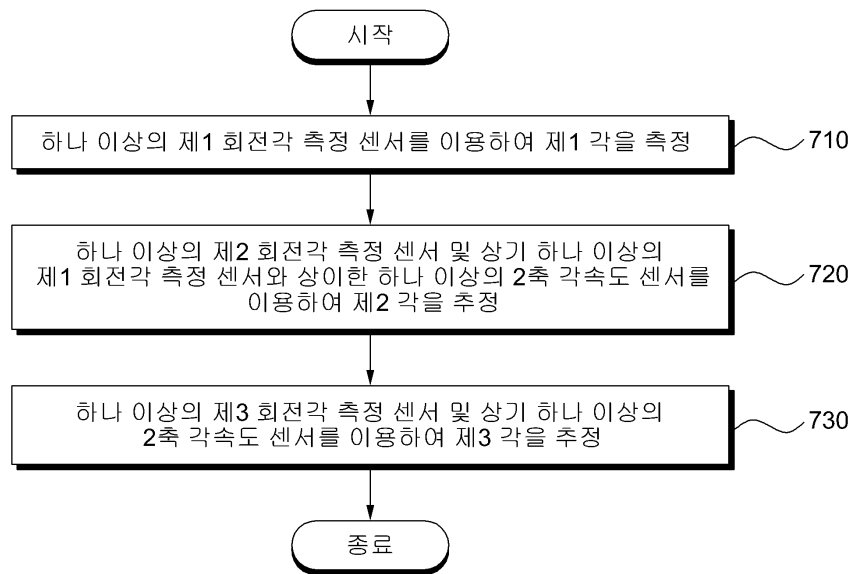 시작
하나 이상의 제1 회전각 측정 센서를 이용하여 제1 각을 측정
710
하나 이상의 제2 회전각 측정 센서 및 상기 하나 이상의
제1 회전각 측정 센서와 상이한 하나 이상의 2축 각속도 센서를
이용하여 제2 각을 추정
720
하나 이상의 제3 회전각 측정 센서 및 상기 하나 이상의
2축 각속도 센서를 이용하여 제3 각을 추정
730
종료